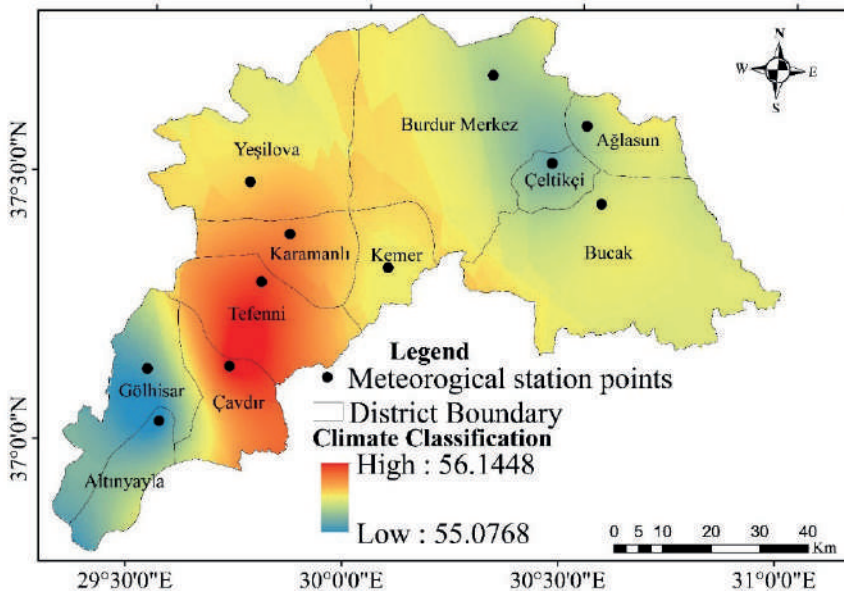 N
W E
S
Burdur Merkez
Ağlasun
Yeşilova
Çeltikçi
Karamanlı
Kemer
Bucak
Tefenni
Gölhisar
Çavdır
Altınyayla
Legend
Meteorogical station points
District Boundary
Climate Classification
High : 56.1448
Low : 55.0768
0 5 10 20 30 40
Km
37°30'0"N
37°0'0"N
29°30'0"E 30°0'0"E 30°30'0"E 31°0'0"E